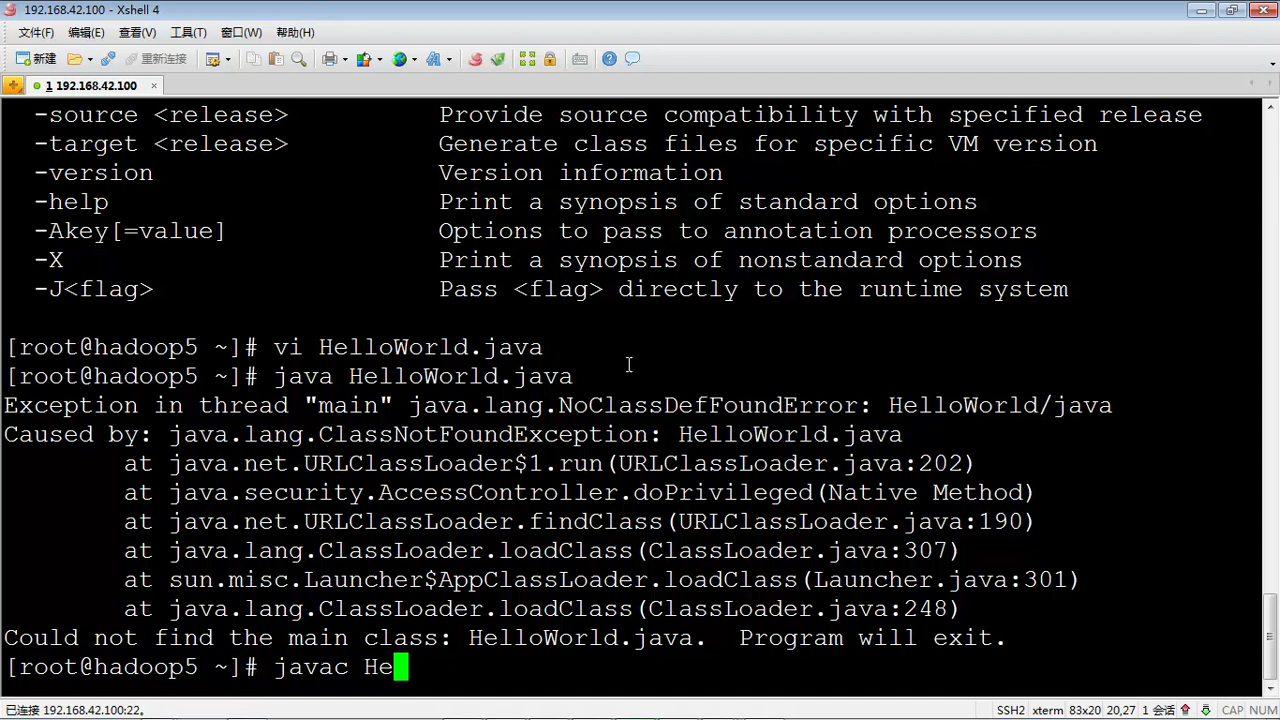 192.168.42.100 - Xshell 4
文件(F) 编辑(E) 查看(V) 工具(T) 窗口(W) 帮助(H)
新建 重新连接
1 192.168.42.100
-source <release> Provide source compatibility with specified release
-target <release> Generate class files for specific VM version
-version Version information
-help Print a synopsis of standard options
-Akey[=value] Options to pass to annotation processors
-X Print a synopsis of nonstandard options
-J<flag> Pass <flag> directly to the runtime system
[root@hadoop5 ~]# vi HelloWorld.java
[root@hadoop5 ~]# java HelloWorld.java
Exception in thread "main" java.lang.NoClassDefFoundError: HelloWorld/java
Caused by: java.lang.ClassNotFoundException: HelloWorld.java
at java.net.URLClassLoader$1.run(URLClassLoader.java:202)
at java.security.AccessController.doPrivileged(Native Method)
at java.net.URLClassLoader.findClass(URLClassLoader.java:190)
at java.lang.ClassLoader.loadClass(ClassLoader.java:307)
at sun.misc.Launcher$AppClassLoader.loadClass(Launcher.java:301)
at java.lang.ClassLoader.loadClass(ClassLoader.java:248)
Could not find the main class: HelloWorld.java. Program will exit.
[root@hadoop5 ~]# javac He
已连接 192.168.42.100:22。 SSH2 xterm 83x20 20,27 1 会话 CAP NUM